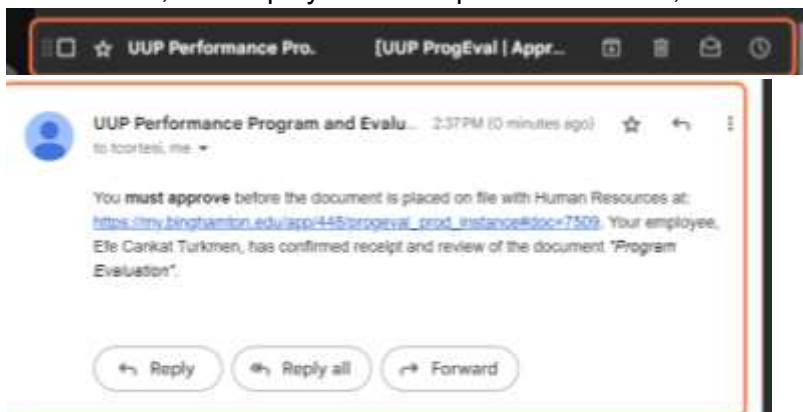 UUP Performance Pro. [UUP ProgEval | Appr...
UUP Performance Program and Evalu... 2:37 PM (0 minutes ago)
to tcortesi, me
You must approve before the document is placed on file with Human Resources at:
https://my.binghamton.edu/app/446/progeval_prod_instance#doc=7509. Your employee,
Efe Cankat Turkmen, has confirmed receipt and review of the document "Program
Evaluation".
Reply Reply all Forward